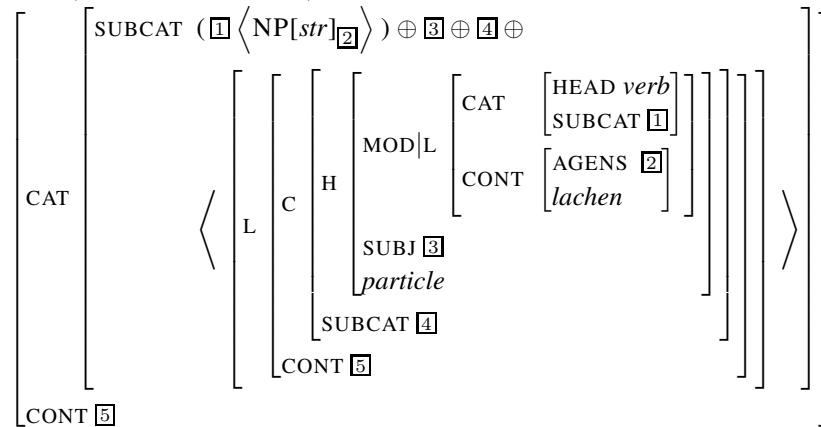 SUBCAT ( 1 ⟨ NP[str]2 ⟩ ) ⊕ 3 ⊕ 4 ⊕
CAT [HEAD verb
SUBCAT 1]
MOD|L
CONT [AGENS 2
lachen]
H
C
CAT
L
SUBJ 3
particle
SUBCAT 4
CONT 5
CONT 5